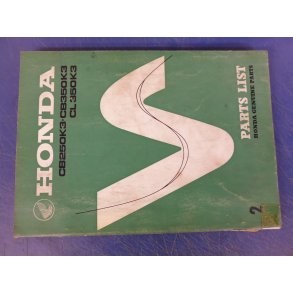 HONDA
CB250K3·CB350K3
CL350K3
PARTS LIST
HONDA GENUINE PARTS
2